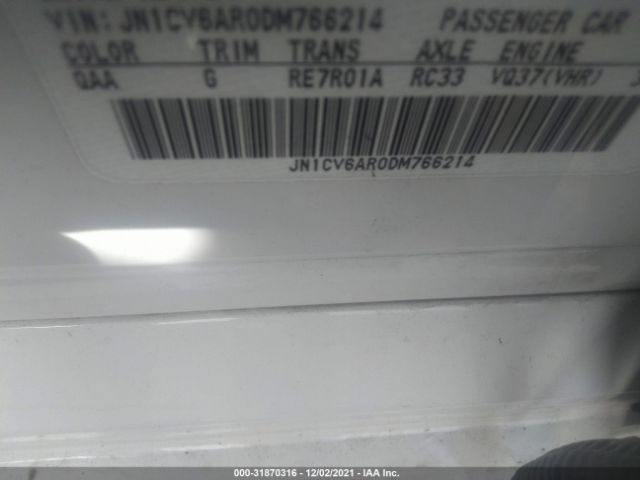 VIN: JN1CV6AR0DM766214 PASSENGER CAR
COLOR TRIM TRANS AXLE ENGINE
QAA G RE7R01A RC33 VQ37(VHR)
JN1CV6AR0DM766214
000-31870316 - 12/02/2021 - IAA Inc.